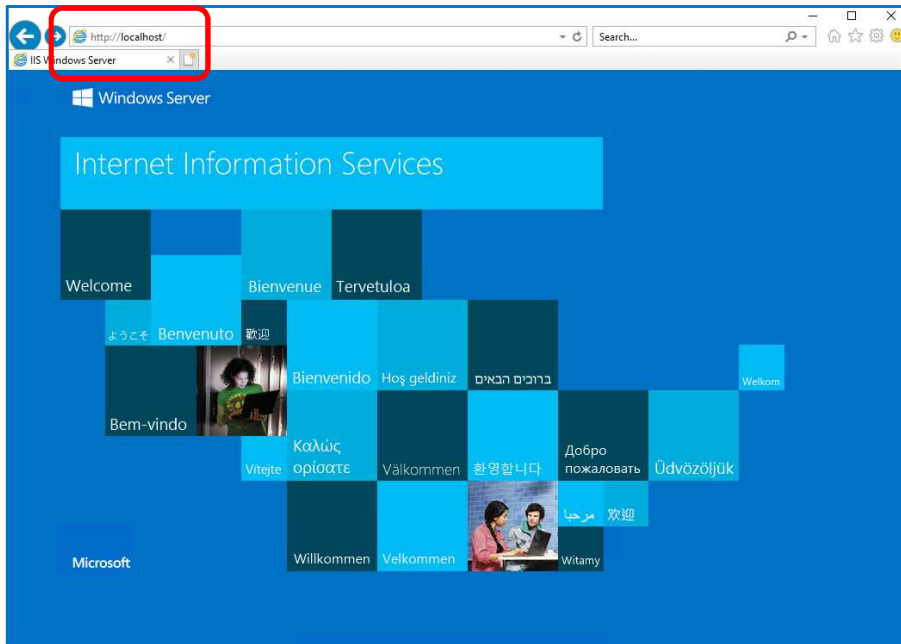 http://localhost/
Search...
IIS Windows Server
Windows Server
Internet Information Services
Welcome
Bienvenue
Tervetuloa
ようこそ
Benvenuto
歡迎
Bienvenido
Hoş geldiniz
ברוכים הבאים
Welkom
Bem-vindo
Vítejte
Καλώς
ορίσατε
Välkommen
환영합니다
Добро
пожаловать
Üdvözöljük
مرحبا
欢迎
Microsoft
Willkommen
Velkommen
Witamy